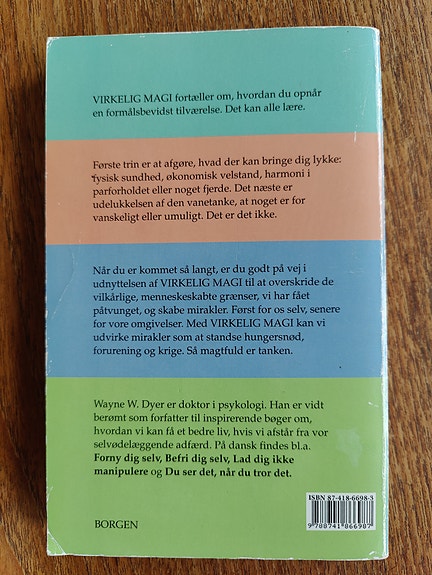 VIRKELIG MAGI fortæller om, hvordan du opnår
en formålsbevidst tilværelse. Det kan alle lære.
Første trin er at afgøre, hvad der kan bringe dig lykke:
fysisk sundhed, økonomisk velstand, harmoni i
parforholdet eller noget fjerde. Det næste er
udelukkelsen af den vanetanke, at noget er for
vanskeligt eller umuligt. Det er det ikke.
Når du er kommet så langt, er du godt på vej i
udnyttelsen af VIRKELIG MAGI til at overskride de
vilkårlige, menneskeskabte grænser, vi har fået
påtvunget, og skabe mirakler. Først for os selv, senere
for vore omgivelser. Med VIRKELIG MAGI kan vi
udvirke mirakler som at standse hungersnød,
forurening og krige. Så magtfuld er tanken.
Wayne W. Dyer er doktor i psykologi. Han er vidt
berømt som forfatter til inspirerende bøger om,
hvordan vi kan få et bedre liv, hvis vi afstår fra vor
selvødelæggende adfærd. På dansk findes bl.a.
Forny dig selv, Befri dig selv, Lad dig ikke
manipulere og Du ser det, når du tror det.
ISBN 87-418-6698-3
9 788741 866987
BORGEN